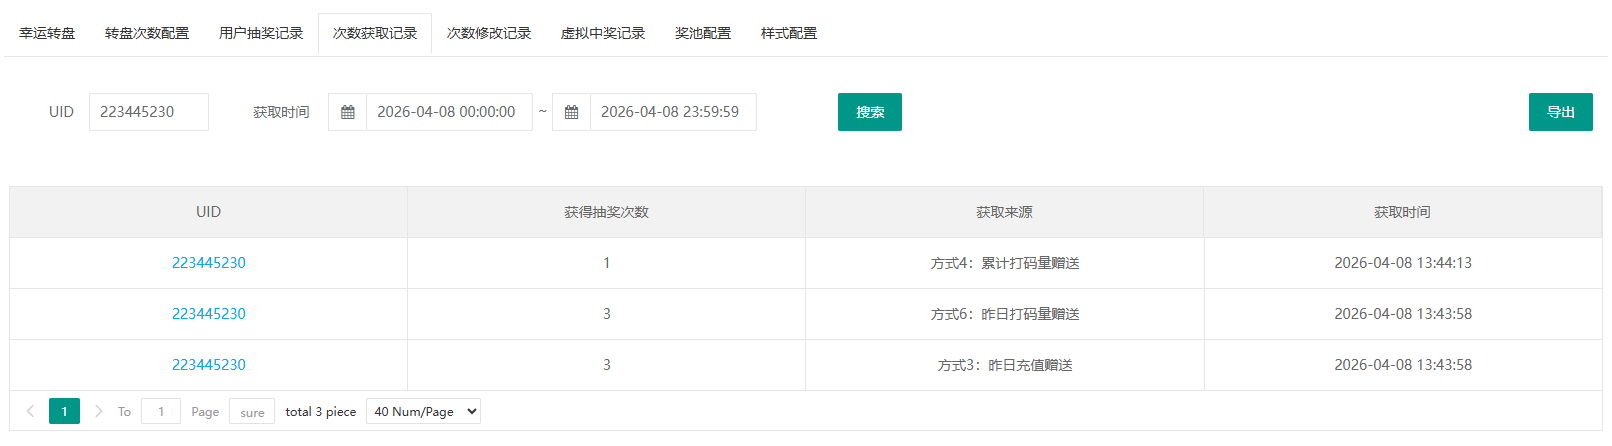 幸运转盘 转盘次数配置 用户抽奖记录 次数获取记录 次数修改记录 虚拟中奖记录 奖池配置 样式配置
UID 223445230 获取时间 2026-04-08 00:00:00 ~ 2026-04-08 23:59:59 搜索 导出
UID 获得抽奖次数 获取来源 获取时间
223445230 1 方式4：累计打码量赠送 2026-04-08 13:44:13
223445230 3 方式6：昨日打码量赠送 2026-04-08 13:43:58
223445230 3 方式3：昨日充值赠送 2026-04-08 13:43:58
1 To 1 Page sure total 3 piece 40 Num/Page